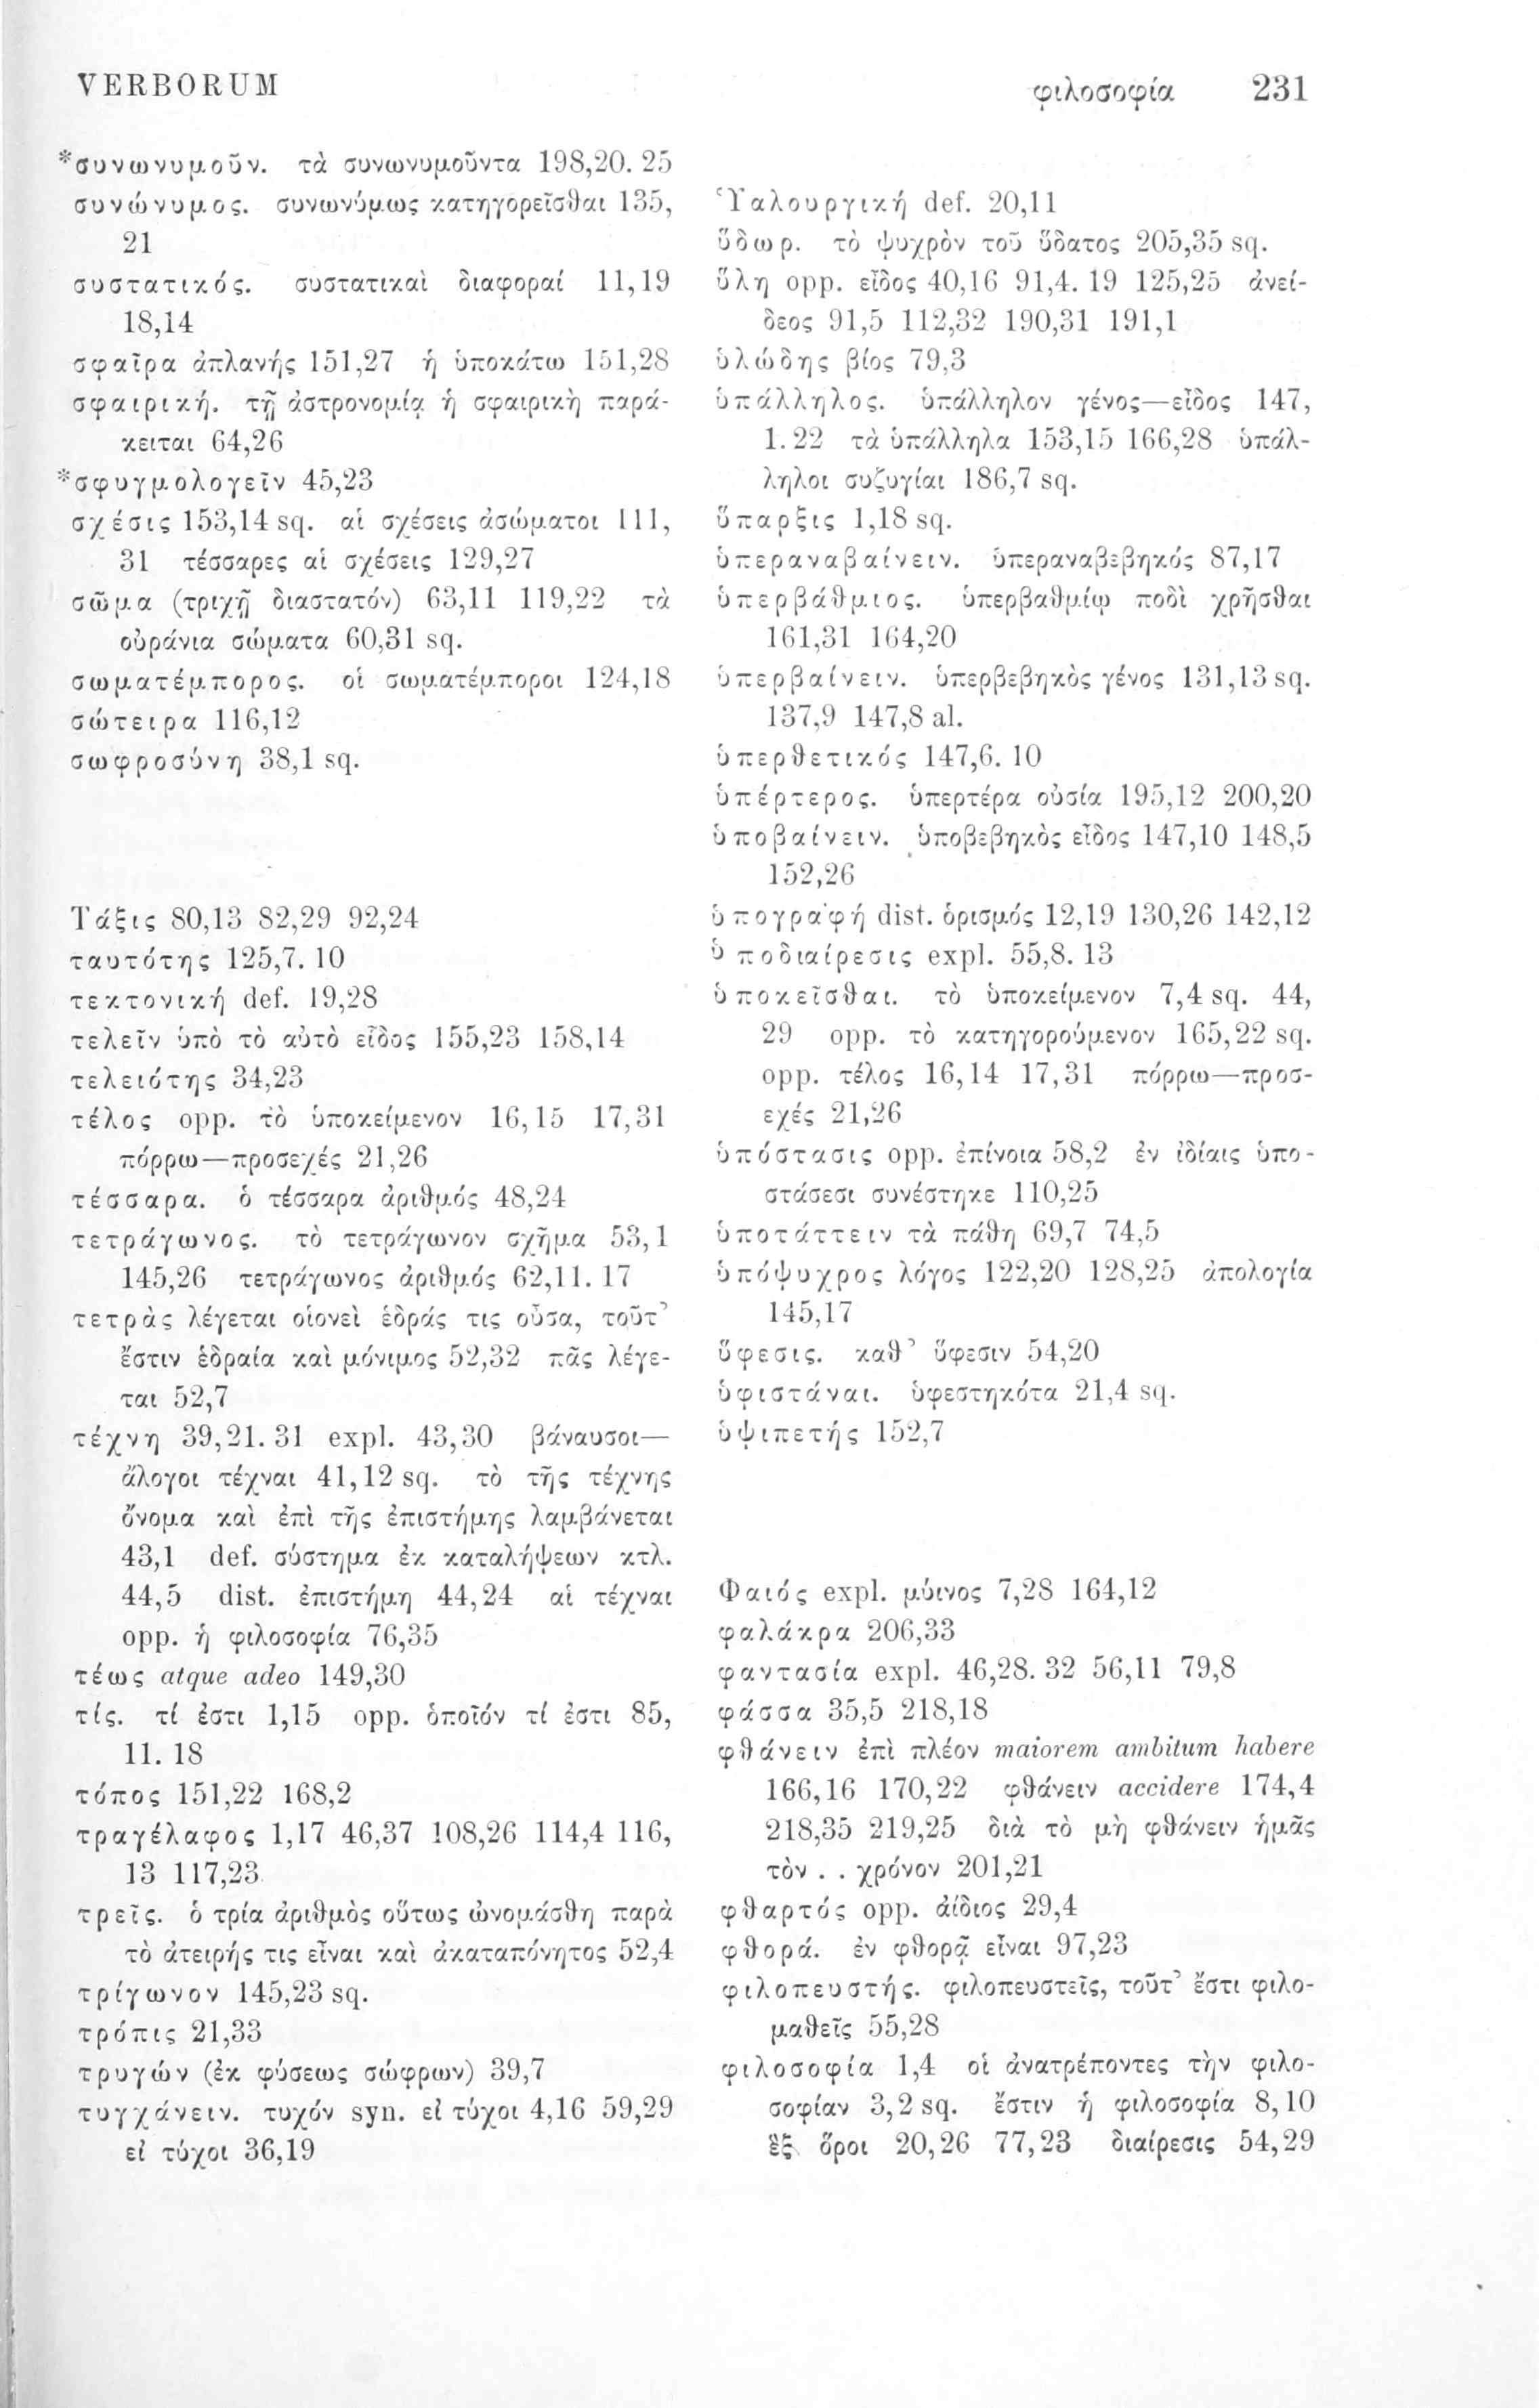 VERBORUM
φιλοσοφία 231
*συνωνυμοῦν. τὰ συνωνυμοῦντα 198,20. 25
συνώνυμος. συνωνύμως κατηγορεῖσθαι 135,
21
συστατικός. συστατικαὶ διαφοραί 11,19
18,14
σφαῖρα ἀπλανής 151,27 ἡ ὑποκάτω 151,28
σφαιρική. τῇ ἀστρονομίᾳ ἡ σφαιρικὴ παρά-
κειται 64,26
*σφυγμολογεῖν 45,23
σχέσις 153,14 sq. αἱ σχέσεις ἀσώματοι 111,
31 τέσσαρες αἱ σχέσεις 129,27
σῶμα (τριχῇ διαστατόν) 63,11 119,22 τὰ
οὐράνια σώματα 60,31 sq.
σωματέμπορος. οἱ σωματέμποροι 124,18
σώτειρα 116,12
σωφροσύνη 38,1 sq.
Τάξις 80,13 82,29 92,24
ταυτότης 125,7. 10
τεκτονική def. 19,28
τελεῖν ὑπὸ τὸ αὐτὸ εἶδος 155,23 158,14
τελειότης 34,23
τέλος opp. τὸ ὑποκείμενον 16,15 17,31
πόρρω—προσεχές 21,26
τέσσαρα. ὁ τέσσαρα ἀριθμός 48,24
τετράγωνος. τὸ τετράγωνον σχῆμα 53,1
145,26 τετράγωνος ἀριθμός 62,11. 17
τετρὰς λέγεται οἱονεὶ ἑδράς τις οὖσα, τοῦτ’
ἔστιν ἑδραία καὶ μόνιμος 52,32 πᾶς λέγε-
ται 52,7
τέχνη 39,21. 31 expl. 43,30 βάναυσοι—
ἄλογοι τέχναι 41,12 sq. τὸ τῆς τέχνης
ὄνομα καὶ ἐπὶ τῆς ἐπιστήμης λαμβάνεται
43,1 def. σύστημα ἐκ καταλήψεων κτλ.
44,5 dist. ἐπιστήμη 44,24 αἱ τέχναι
opp. ἡ φιλοσοφία 76,35
τέως atque adeo 149,30
τίς. τί ἐστι 1,15 opp. ὁποῖόν τί ἐστι 85,
11. 18
τόπος 151,22 168,2
τραγέλαφος 1,17 46,37 108,26 114,4 116,
13 117,23
τρεῖς. ὁ τρία ἀριθμὸς οὕτως ὠνομάσθη παρὰ
τὸ ἀτειρής τις εἶναι καὶ ἀκαταπόνητος 52,4
τρίγωνον 145,23 sq.
τρόπις 21,33
τρυγών (ἐκ φύσεως σώφρων) 39,7
τυγχάνειν. τυχόν syn. εἰ τύχοι 4,16 59,29
εἰ τύχοι 36,19
Ὑαλουργική def. 20,11
ὕδωρ. τὸ ψυχρὸν τοῦ ὕδατος 205,35 sq.
ὕλη opp. εἶδος 40,16 91,4. 19 125,25 ἀνεί-
δεος 91,5 112,32 190,31 191,1
ὑλώδης βίος 79,3
ὑπάλληλος. ὑπάλληλον γένος—εἶδος 147,
1. 22 τὰ ὑπάλληλα 153,15 166,28 ὑπάλ-
ληλοι συζυγίαι 186,7 sq.
ὕπαρξις 1,18 sq.
ὑπεραναβαίνειν. ὑπεραναβεβηκός 87,17
ὑπερβάθμιος. ὑπερβαθμίῳ ποδὶ χρῆσθαι
161,31 164,20
ὑπερβαίνειν. ὑπερβεβηκὸς γένος 131,13 sq.
137,9 147,8 al.
ὑπερθετικός 147,6. 10
ὑπέρτερος. ὑπερτέρα οὐσία 195,12 200,20
ὑποβαίνειν. ὑποβεβηκὸς εἶδος 147,10 148,5
152,26
ὑπογραφή dist. ὁρισμός 12,19 130,26 142,12
ὑποδιαίρεσις expl. 55,8. 13
ὑποκεῖσθαι. τὸ ὑποκείμενον 7,4 sq. 44,
29 opp. τὸ κατηγορούμενον 165,22 sq.
opp. τέλος 16,14 17,31 πόρρω—προσ-
εχές 21,26
ὑπόστασις opp. ἐπίνοια 58,2 ἐν ἰδίαις ὑπο-
στάσεσι συνέστηκε 110,25
ὑποτάττειν τὰ πάθη 69,7 74,5
ὑπόψυχρος λόγος 122,20 128,25 ἀπολογία
145,17
ὕφεσις. καθ’ ὕφεσιν 54,20
ὑφιστάναι. ὑφεστηκότα 21,4 sq.
ὑψιπετής 152,7
Φαιός expl. μύινος 7,28 164,12
φαλάκρα 206,33
φαντασία expl. 46,28. 32 56,11 79,8
φάσσα 35,5 218,18
φθάνειν ἐπὶ πλέον maiorem ambitum habere
166,16 170,22 φθάνειν accidere 174,4
218,35 219,25 διὰ τὸ μὴ φθάνειν ἡμᾶς
τὸν . . χρόνον 201,21
φθαρτός opp. ἀίδιος 29,4
φθορά. ἐν φθορᾷ εἶναι 97,23
φιλοπευστής. φιλοπευστεῖς, τοῦτ’ ἔστι φιλο-
μαθεῖς 55,28
φιλοσοφία 1,4 οἱ ἀνατρέποντες τὴν φιλο-
σοφίαν 3,2 sq. ἔστιν ἡ φιλοσοφία 8,10
ἓξ ὅροι 20,26 77,23 διαίρεσις 54,29